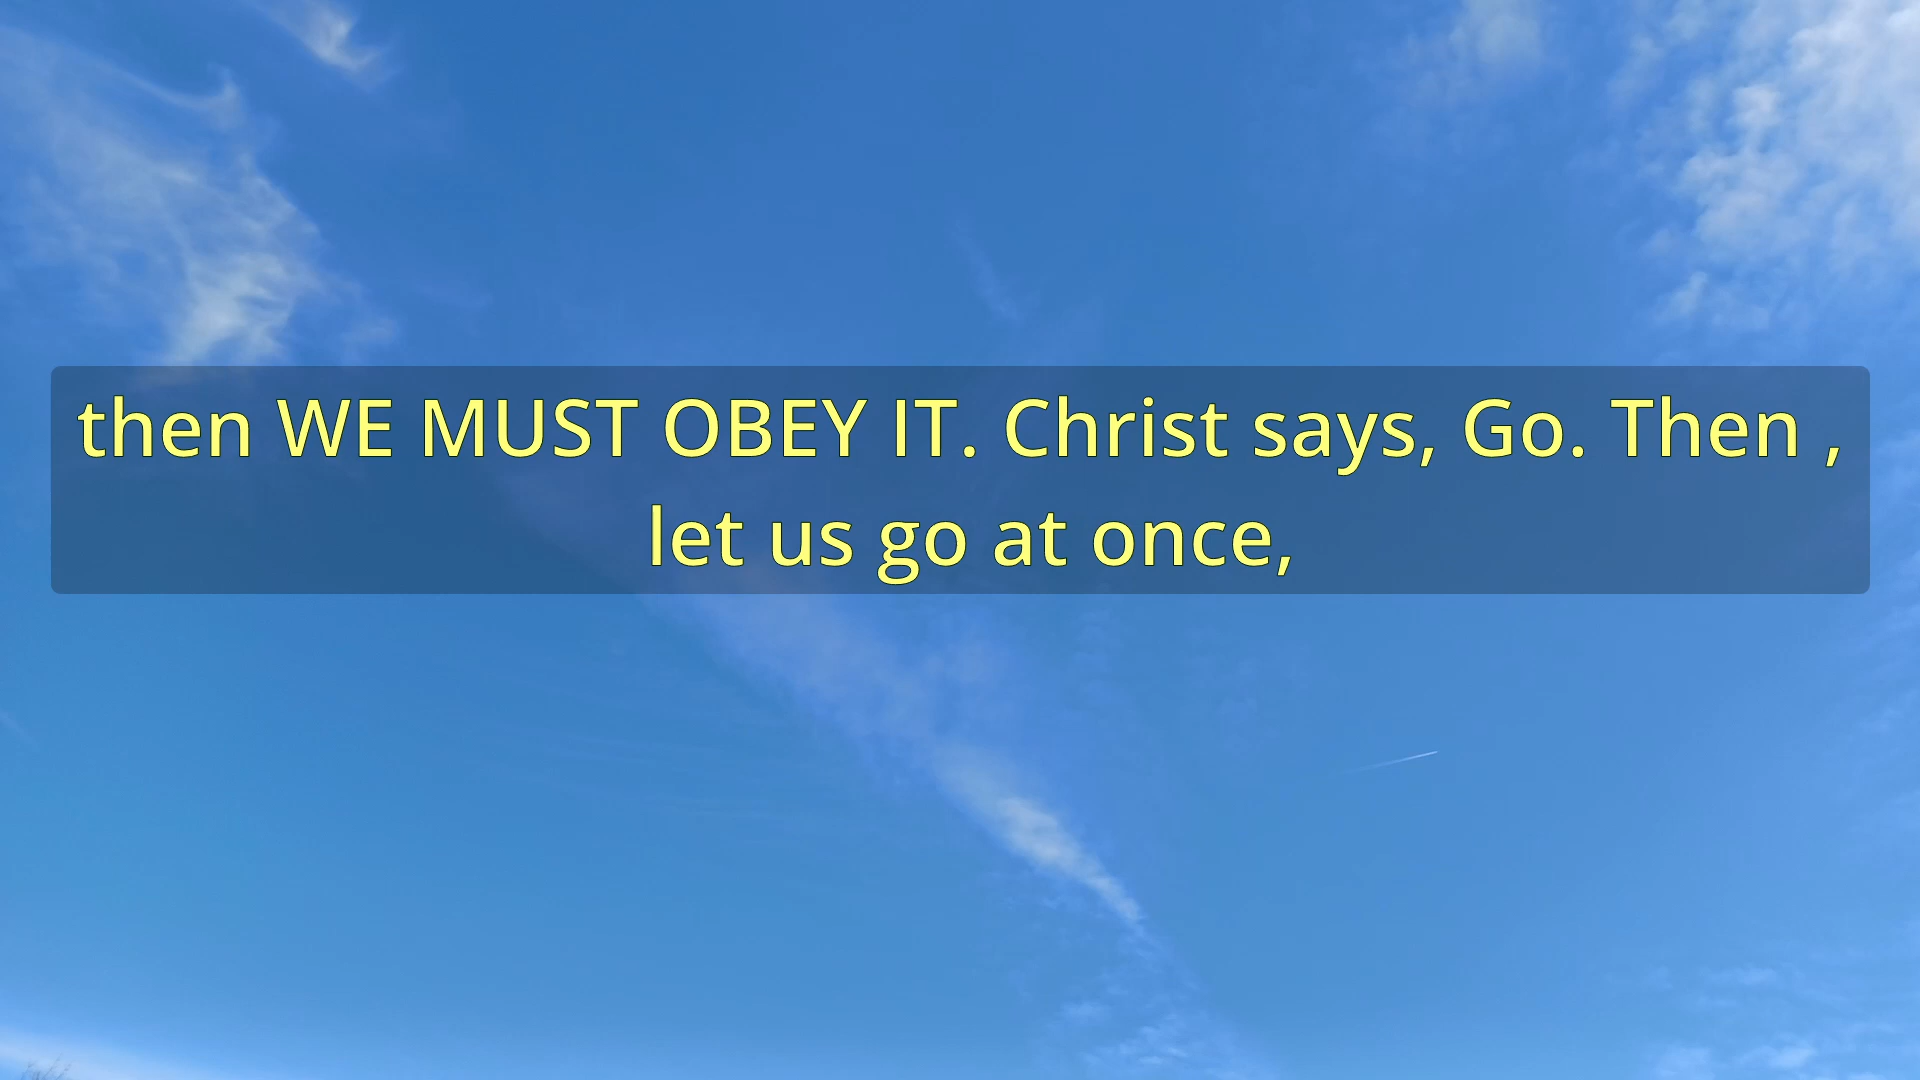 then WE MUST OBEY IT. Christ says, Go. Then ,
let us go at once,